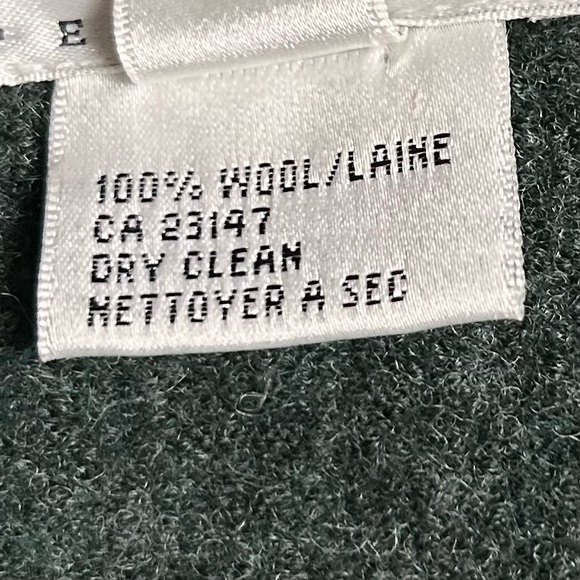 E
100% WOOL/LAINE
CA 23147
DRY CLEAN
NETTOYER A SEC